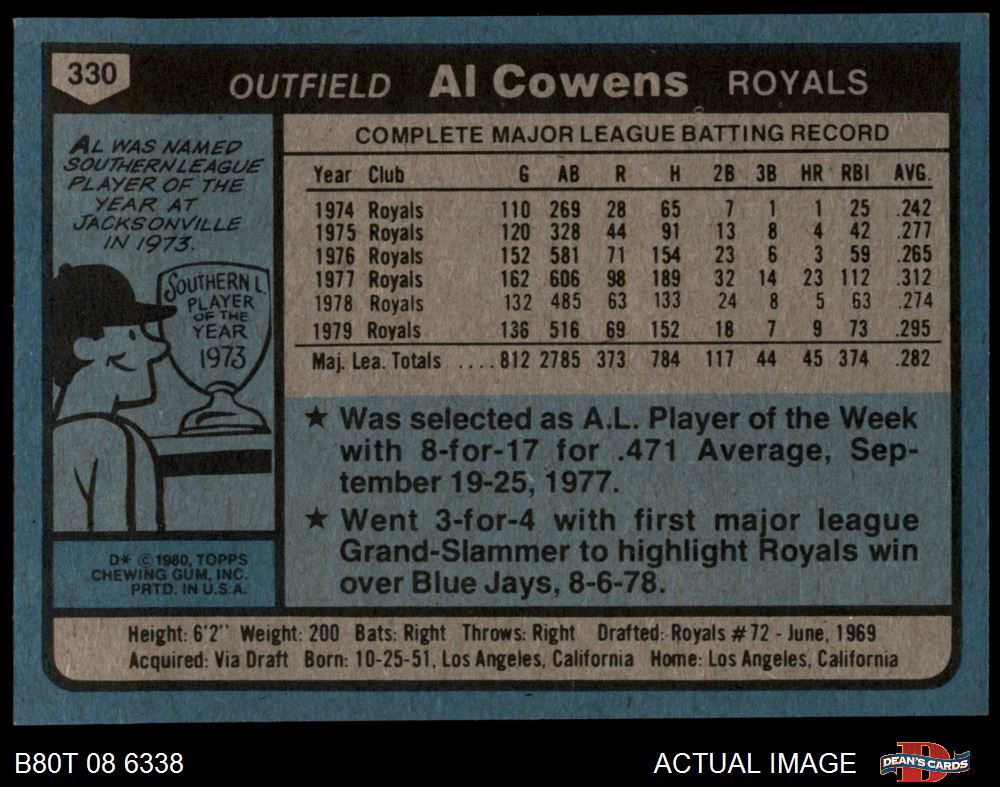 330 OUTFIELD Al Cowens ROYALS
AL WAS NAMED
SOUTHERN LEAGUE
PLAYER OF THE
YEAR AT
JACKSONVILLE
IN 1973.
SOUTHERN L.
PLAYER
OF THE
YEAR
1973
D* © 1980, TOPPS
CHEWING GUM, INC.
PRTD. IN U.S.A.
COMPLETE MAJOR LEAGUE BATTING RECORD
Year Club G AB R H 2B 3B HR RBI AVG.
1974 Royals 110 269 28 65 7 1 1 25 .242
1975 Royals 120 328 44 91 13 8 4 42 .277
1976 Royals 152 581 71 154 23 6 3 59 .265
1977 Royals 162 606 98 189 32 14 23 112 .312
1978 Royals 132 485 63 133 24 8 5 63 .274
1979 Royals 136 516 69 152 18 7 9 73 .295
Maj. Lea. Totals ....812 2785 373 784 117 44 45 374 .282
★ Was selected as A.L. Player of the Week
with 8-for-17 for .471 Average, Sep-
tember 19-25, 1977.
★ Went 3-for-4 with first major league
Grand-Slammer to highlight Royals win
over Blue Jays, 8-6-78.
Height: 6'2" Weight: 200 Bats: Right Throws: Right Drafted: Royals #72 - June, 1969
Acquired: Via Draft Born: 10-25-51, Los Angeles, California Home: Los Angeles, California
B80T 08 6338 ACTUAL IMAGE DEAN'S CARDS